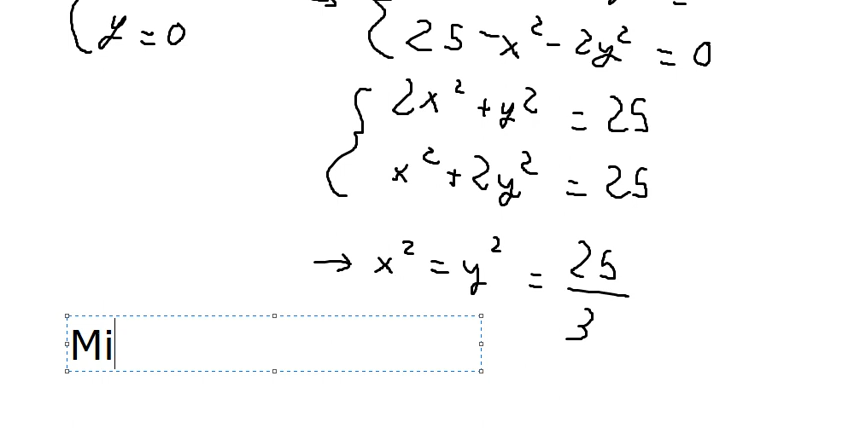 y = 0
25 - x² - 2y² = 0
2x² + y2 = 25
x² + 2y² = 25
→ x² = y² = 25/3
Mi